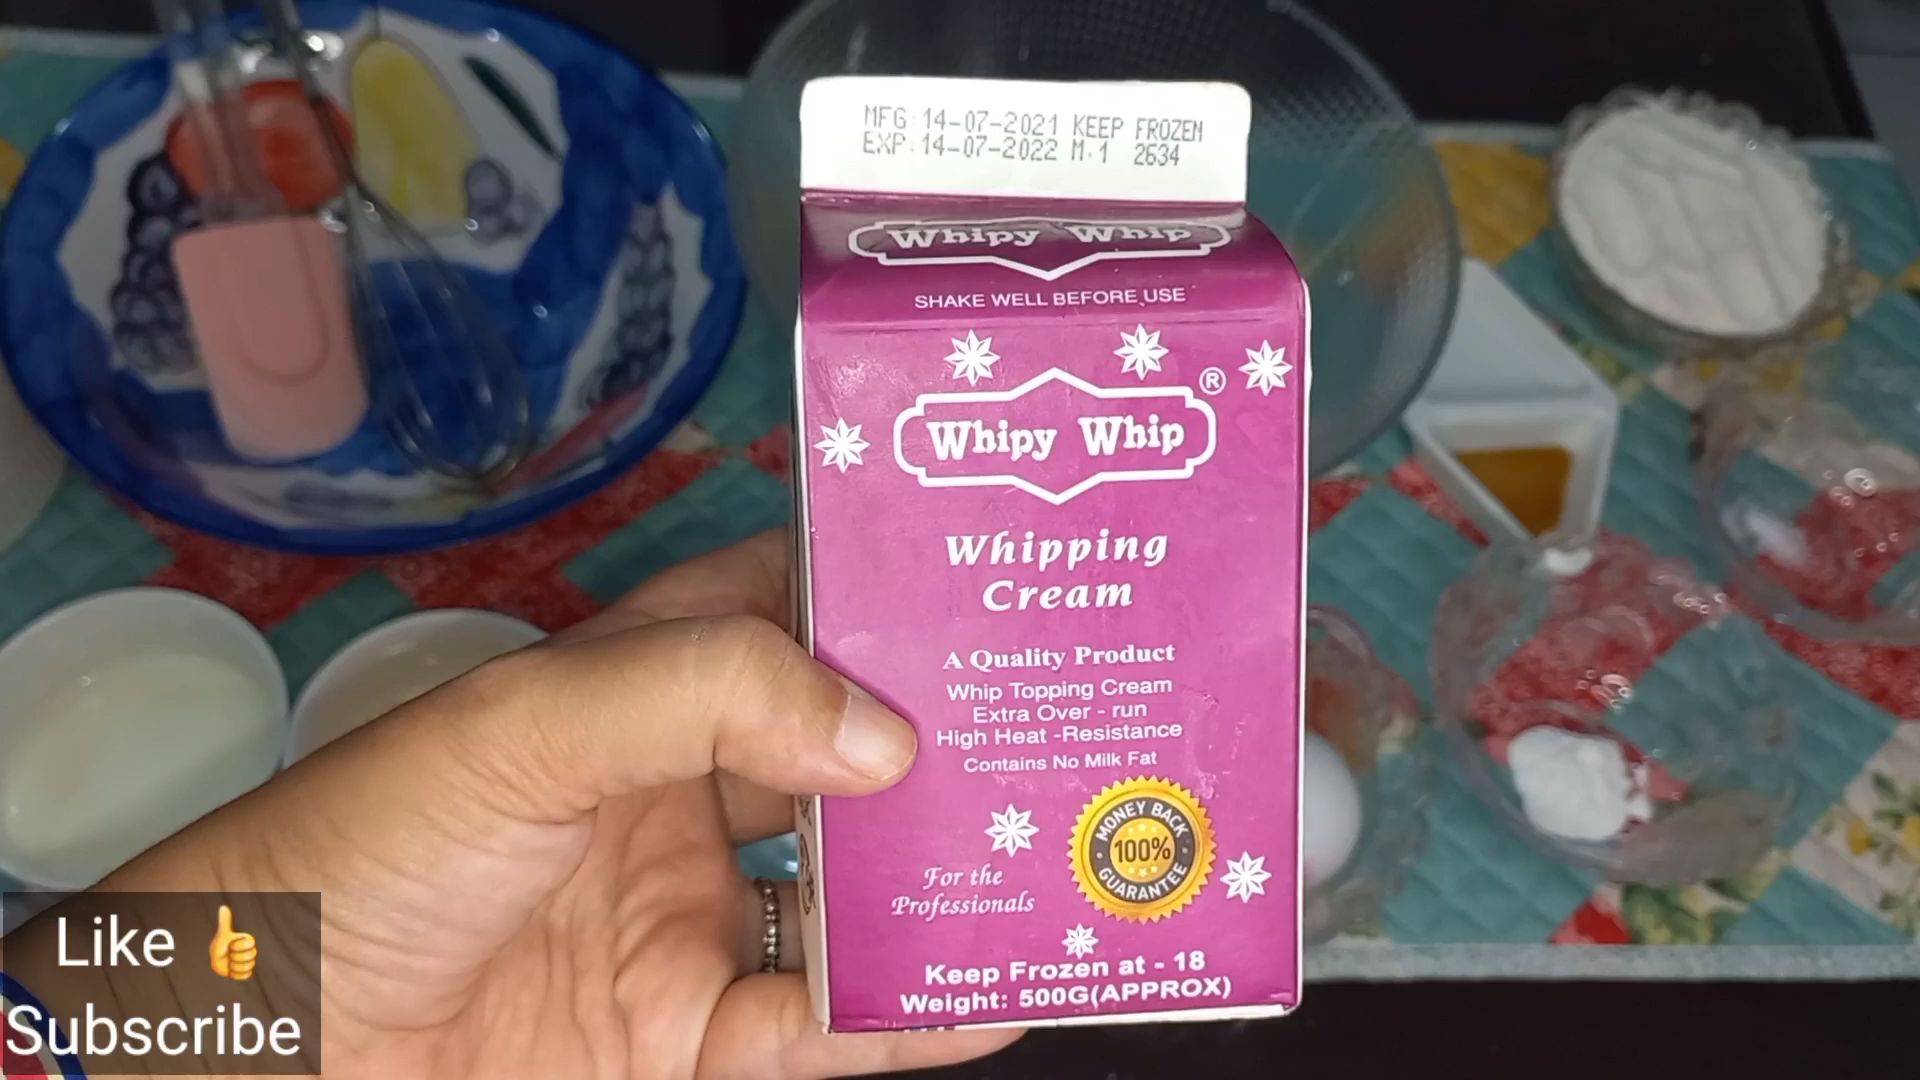 MFG:14-07-2021 KEEP FROZEN
EXP:14-07-2022 M.1 2634
Whipy Whip
SHAKE WELL BEFORE USE
Whipy Whip ®
Whipping
Cream
A Quality Product
Whip Topping Cream
Extra Over - run
High Heat -Resistance
Contains No Milk Fat
MONEY BACK
100%
GUARANTEE
For the
Professionals
Keep Frozen at - 18
Weight: 500G(APPROX)
Like 👍
Subscribe